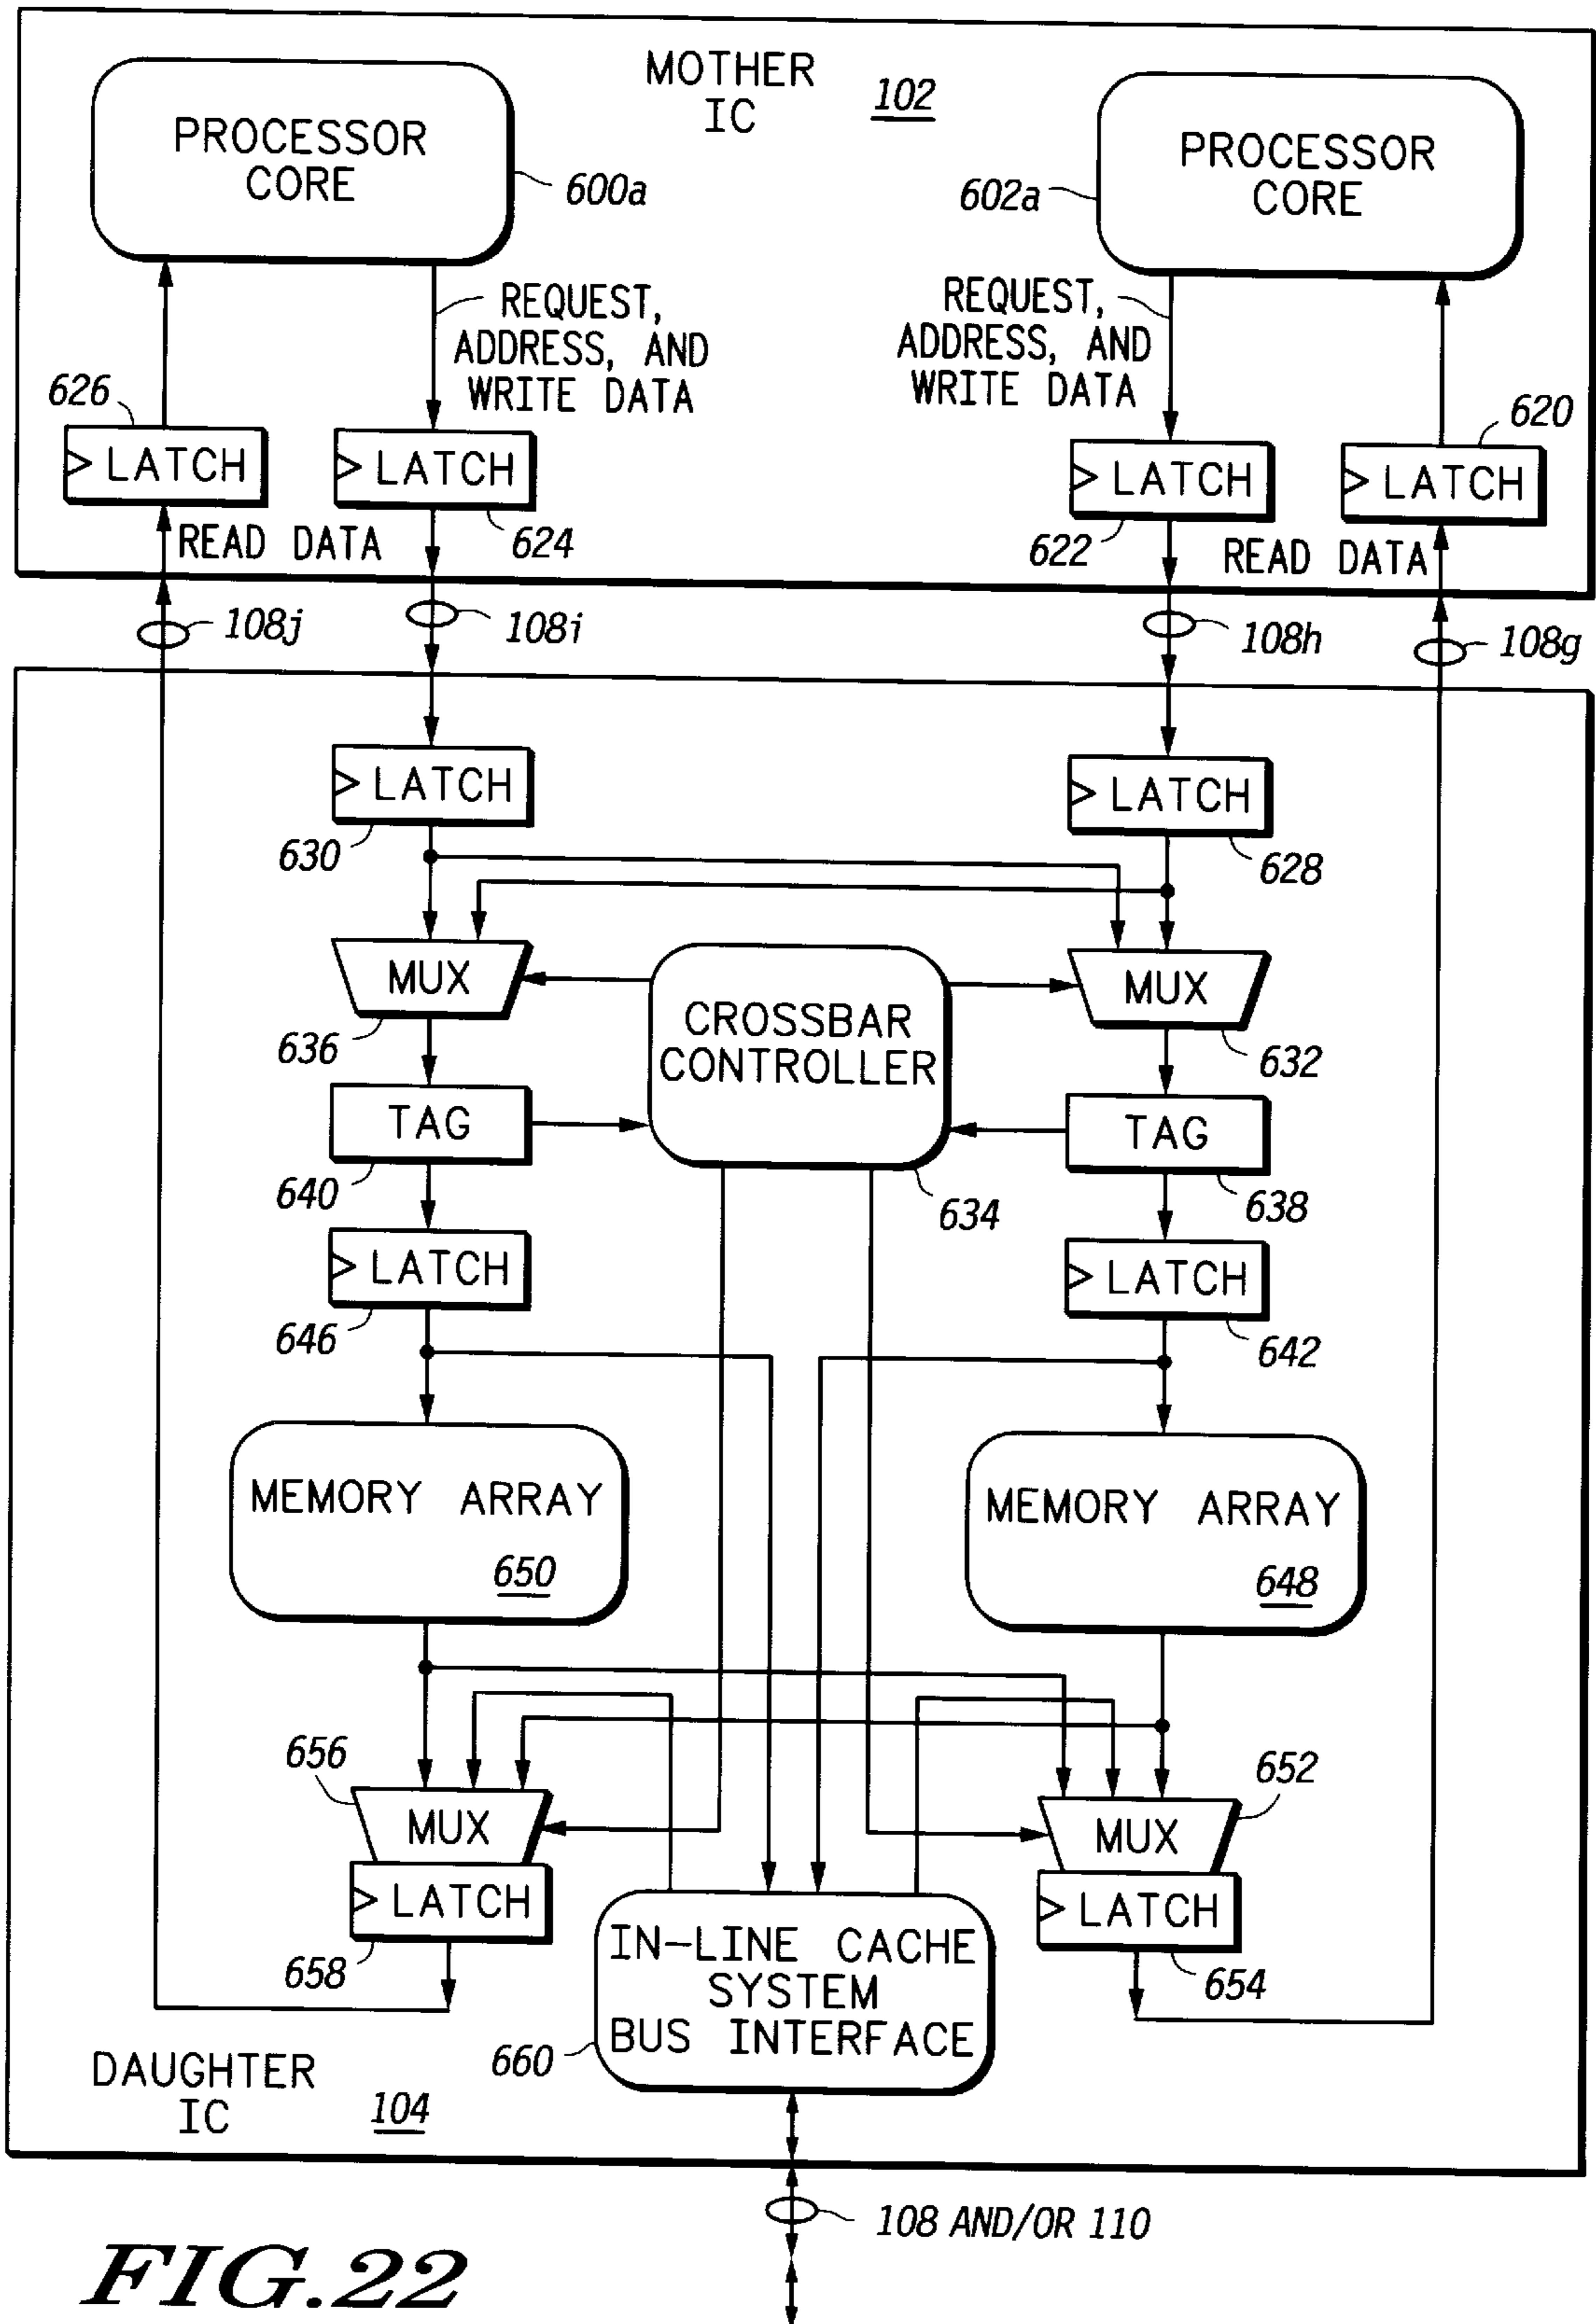 MOTHER
IC 102
PROCESSOR
CORE
600a
PROCESSOR
CORE
602a
REQUEST,
ADDRESS, AND
WRITE DATA
REQUEST,
ADDRESS, AND
WRITE DATA
626
LATCH
LATCH
624
READ DATA
LATCH
622
620
LATCH
READ DATA
108j
108i
108h
108g
LATCH
630
LATCH
628
MUX
636
CROSSBAR
CONTROLLER
634
MUX
632
TAG
640
TAG
638
LATCH
646
LATCH
642
MEMORY ARRAY
650
MEMORY ARRAY
648
656
MUX
LATCH
658
652
MUX
LATCH
654
IN-LINE CACHE
SYSTEM
BUS INTERFACE
660
DAUGHTER
IC 104
108 AND/OR 110
FIG.22